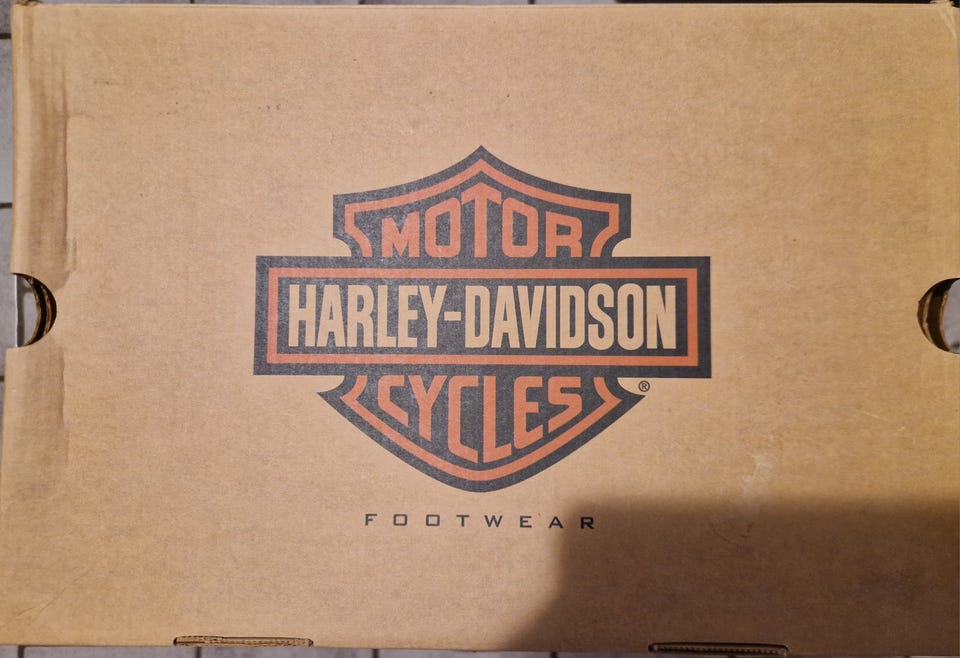 MOTOR
HARLEY-DAVIDSON
CYCLES
®
FOOTWEAR